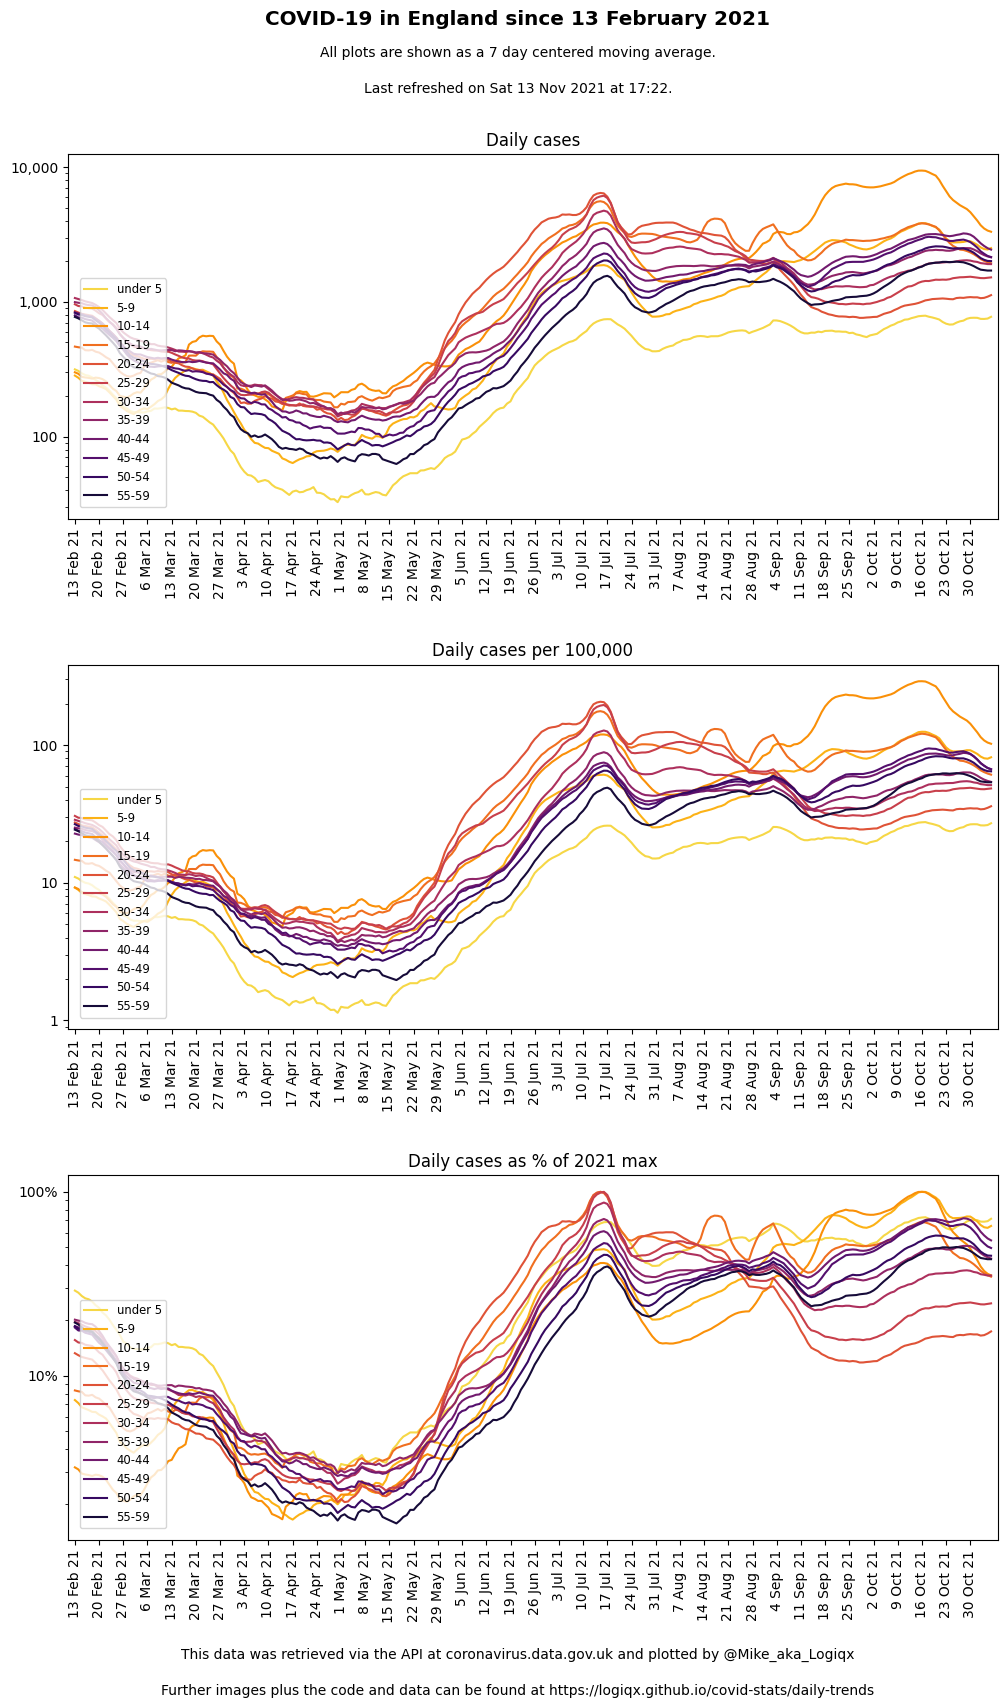 COVID-19 in England since 13 February 2021
All plots are shown as a 7 day centered moving average.
Last refreshed on Sat 13 Nov 2021 at 17:22.
Daily cases
10,000
1,000
100
under 5
5-9
10-14
15-19
20-24
25-29
30-34
35-39
40-44
45-49
50-54
55-59
13 Feb 21
20 Feb 21
27 Feb 21
6 Mar 21
13 Mar 21
20 Mar 21
27 Mar 21
3 Apr 21
10 Apr 21
17 Apr 21
24 Apr 21
1 May 21
8 May 21
15 May 21
22 May 21
29 May 21
5 Jun 21
12 Jun 21
19 Jun 21
26 Jun 21
3 Jul 21
10 Jul 21
17 Jul 21
24 Jul 21
31 Jul 21
7 Aug 21
14 Aug 21
21 Aug 21
28 Aug 21
4 Sep 21
11 Sep 21
18 Sep 21
25 Sep 21
2 Oct 21
9 Oct 21
16 Oct 21
23 Oct 21
30 Oct 21
Daily cases per 100,000
100
10
1
under 5
5-9
10-14
15-19
20-24
25-29
30-34
35-39
40-44
45-49
50-54
55-59
13 Feb 21
20 Feb 21
27 Feb 21
6 Mar 21
13 Mar 21
20 Mar 21
27 Mar 21
3 Apr 21
10 Apr 21
17 Apr 21
24 Apr 21
1 May 21
8 May 21
15 May 21
22 May 21
29 May 21
5 Jun 21
12 Jun 21
19 Jun 21
26 Jun 21
3 Jul 21
10 Jul 21
17 Jul 21
24 Jul 21
31 Jul 21
7 Aug 21
14 Aug 21
21 Aug 21
28 Aug 21
4 Sep 21
11 Sep 21
18 Sep 21
25 Sep 21
2 Oct 21
9 Oct 21
16 Oct 21
23 Oct 21
30 Oct 21
Daily cases as % of 2021 max
100%
10%
under 5
5-9
10-14
15-19
20-24
25-29
30-34
35-39
40-44
45-49
50-54
55-59
13 Feb 21
20 Feb 21
27 Feb 21
6 Mar 21
13 Mar 21
20 Mar 21
27 Mar 21
3 Apr 21
10 Apr 21
17 Apr 21
24 Apr 21
1 May 21
8 May 21
15 May 21
22 May 21
29 May 21
5 Jun 21
12 Jun 21
19 Jun 21
26 Jun 21
3 Jul 21
10 Jul 21
17 Jul 21
24 Jul 21
31 Jul 21
7 Aug 21
14 Aug 21
21 Aug 21
28 Aug 21
4 Sep 21
11 Sep 21
18 Sep 21
25 Sep 21
2 Oct 21
9 Oct 21
16 Oct 21
23 Oct 21
30 Oct 21
This data was retrieved via the API at coronavirus.data.gov.uk and plotted by @Mike_aka_Logiqx
Further images plus the code and data can be found at https://logiqx.github.io/covid-stats/daily-trends